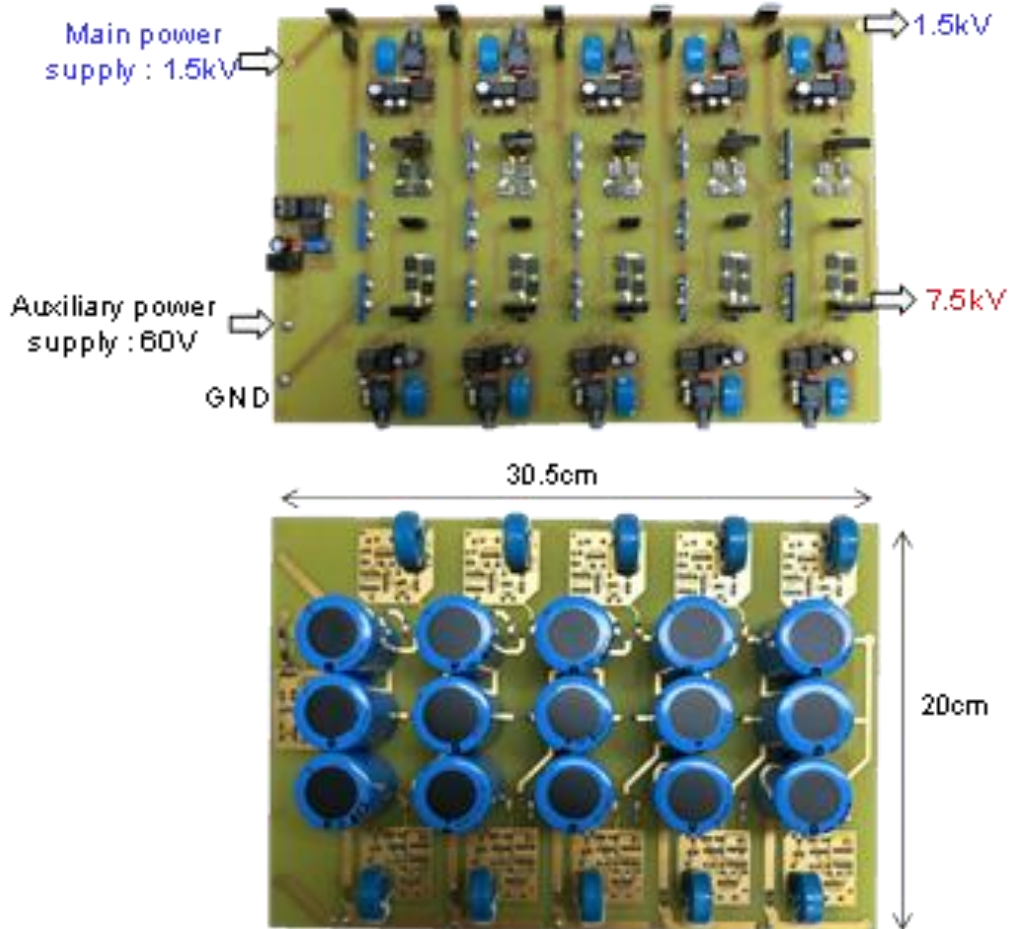 Main power
supply : 1.5kV
1.5kV
Auxiliary power
supply : 60V
7.5kV
GND
30.5cm
20cm